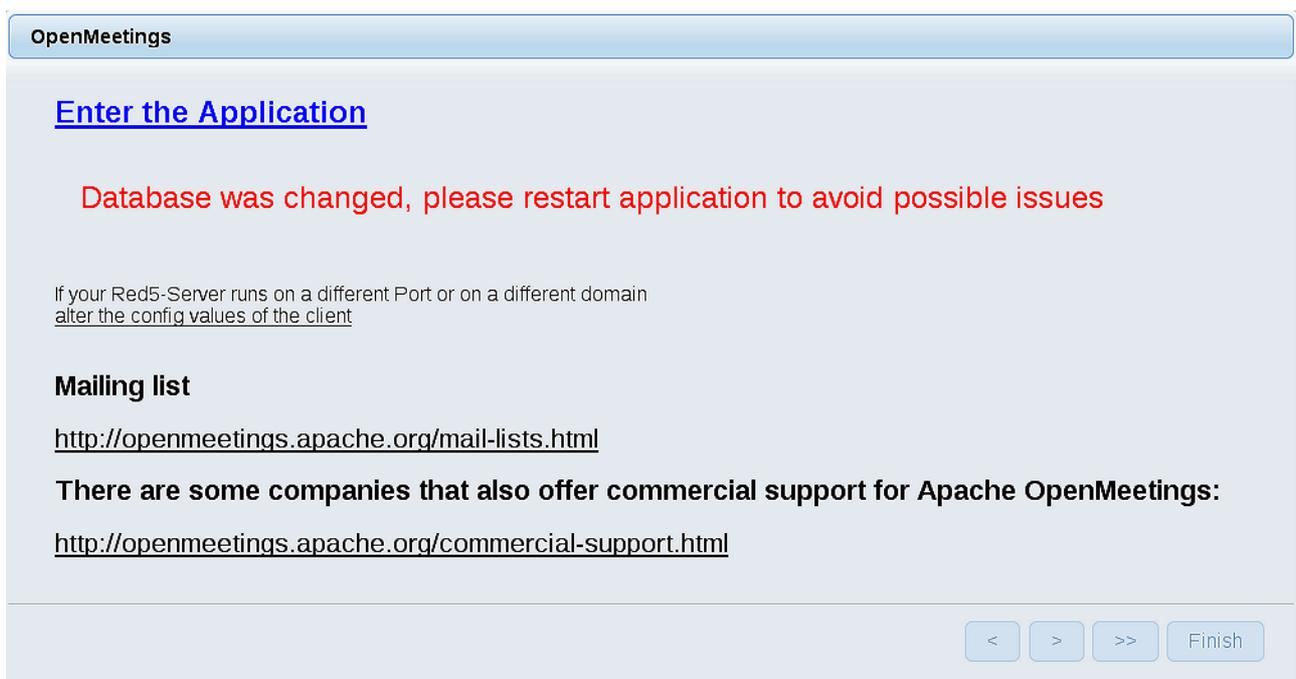 OpenMeetings
Enter the Application
Database was changed, please restart application to avoid possible issues
If your Red5-Server runs on a different Port or on a different domain
alter the config values of the client
Mailing list
http://openmeetings.apache.org/mail-lists.html
There are some companies that also offer commercial support for Apache OpenMeetings:
http://openmeetings.apache.org/commercial-support.html
< > >> Finish